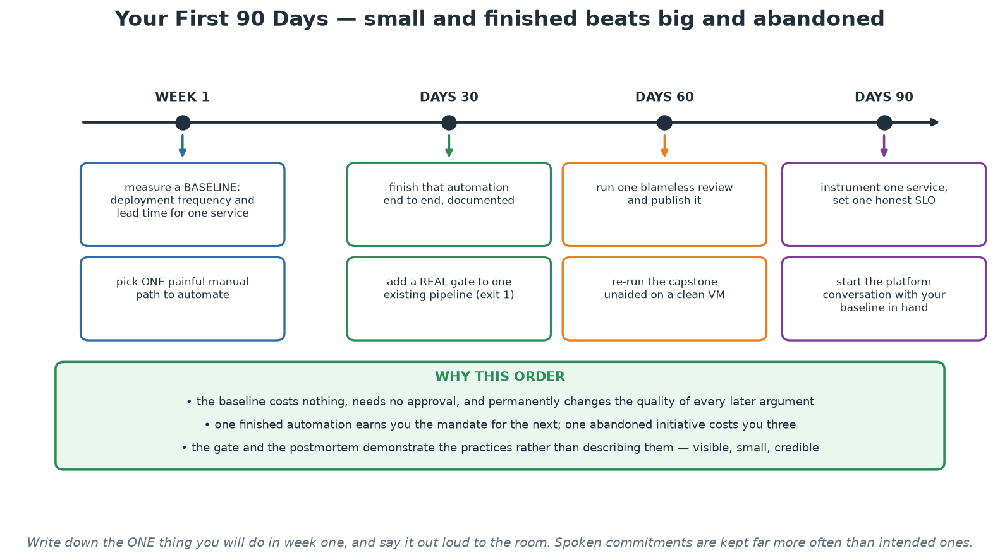 Your First 90 Days — small and finished beats big and abandoned
WEEK 1
DAYS 30
DAYS 60
DAYS 90
measure a BASELINE:
deployment frequency and
lead time for one service
finish that automation
end to end, documented
run one blameless review
and publish it
instrument one service,
set one honest SLO
pick ONE painful manual
path to automate
add a REAL gate to one
existing pipeline (exit 1)
re-run the capstone
unaided on a clean VM
start the platform
conversation with your
baseline in hand
WHY THIS ORDER
• the baseline costs nothing, needs no approval, and permanently changes the quality of every later argument
• one finished automation earns you the mandate for the next; one abandoned initiative costs you three
• the gate and the postmortem demonstrate the practices rather than describing them — visible, small, credible
Write down the ONE thing you will do in week one, and say it out loud to the room. Spoken commitments are kept far more often than intended ones.